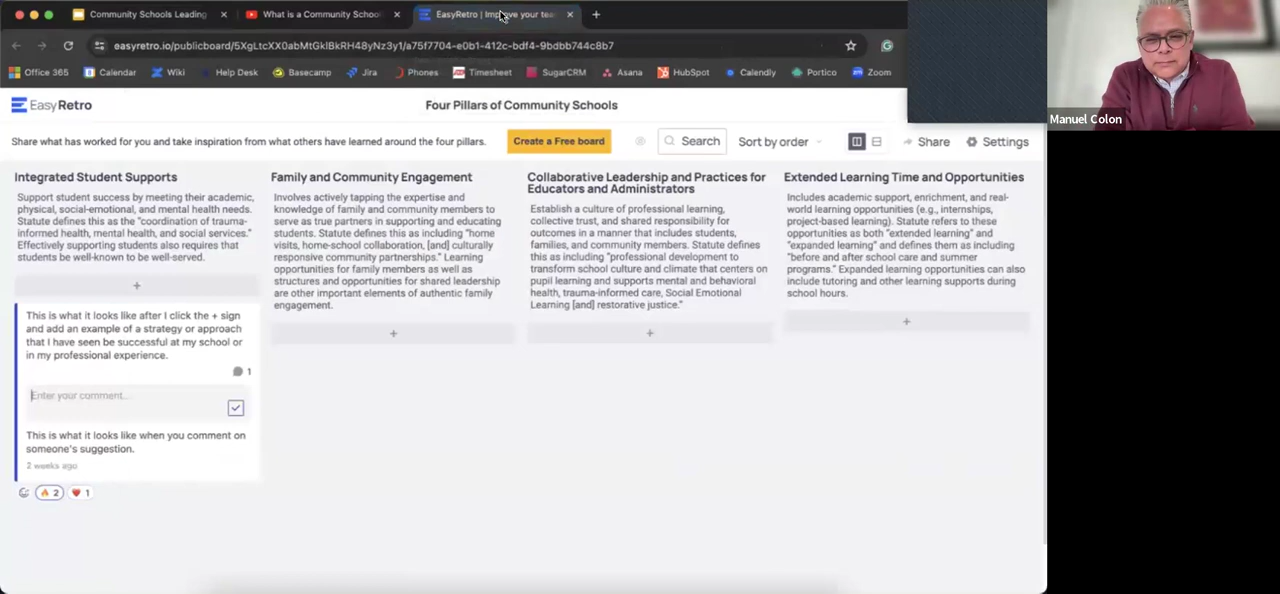 Community Schools Leading
What is a Community Schoo
EasyRetro | Improve your tea
easyretro.io/publicboard/5XgLtcXX0abMtGklBkRH48yNz3y1/a75f7704-e0b1-412c-bdf4-9bdbb744c8b7
Office 365 Calendar Wiki Help Desk Basecamp Jira Phones Timesheet SugarCRM Asana HubSpot Calendly Portico Zoom
EasyRetro
Four Pillars of Community Schools
Share what has worked for you and take inspiration from what others have learned around the four pillars.
Create a Free board
Search
Sort by order
Share
Settings
Integrated Student Supports
Support student success by meeting their academic,
physical, social-emotional, and mental health needs.
Statute defines this as the "coordination of trauma-
informed health, mental health, and social services."
Effectively supporting students also requires that
students be well-known to be well-served.
+
This is what it looks like after I click the + sign
and add an example of a strategy or approach
that I have seen be successful at my school or
in my professional experience.
1
Enter your comment...
This is what it looks like when you comment on
someone's suggestion.
2 weeks ago
2
1
Family and Community Engagement
Involves actively tapping the expertise and
knowledge of family and community members to
serve as true partners in supporting and educating
students. Statute defines this as including "home
visits, home-school collaboration, [and] culturally
responsive community partnerships." Learning
opportunities for family members as well as
structures and opportunities for shared leadership
are other important elements of authentic family
engagement.
+
Collaborative Leadership and Practices for
Educators and Administrators
Establish a culture of professional learning,
collective trust, and shared responsibility for
outcomes in a manner that includes students,
families, and community members. Statute defines
this as including "professional development to
transform school culture and climate that centers on
pupil learning and supports mental and behavioral
health, trauma-informed care, Social Emotional
Learning [and] restorative justice."
+
Extended Learning Time and Opportunities
Includes academic support, enrichment, and real-
world learning opportunities (e.g., internships,
project-based learning). Statute refers to these
opportunities as both "extended learning" and
"expanded learning" and defines them as including
"before and after school care and summer
programs." Expanded learning opportunities can also
include tutoring and other learning supports during
school hours.
+
Manuel Colon